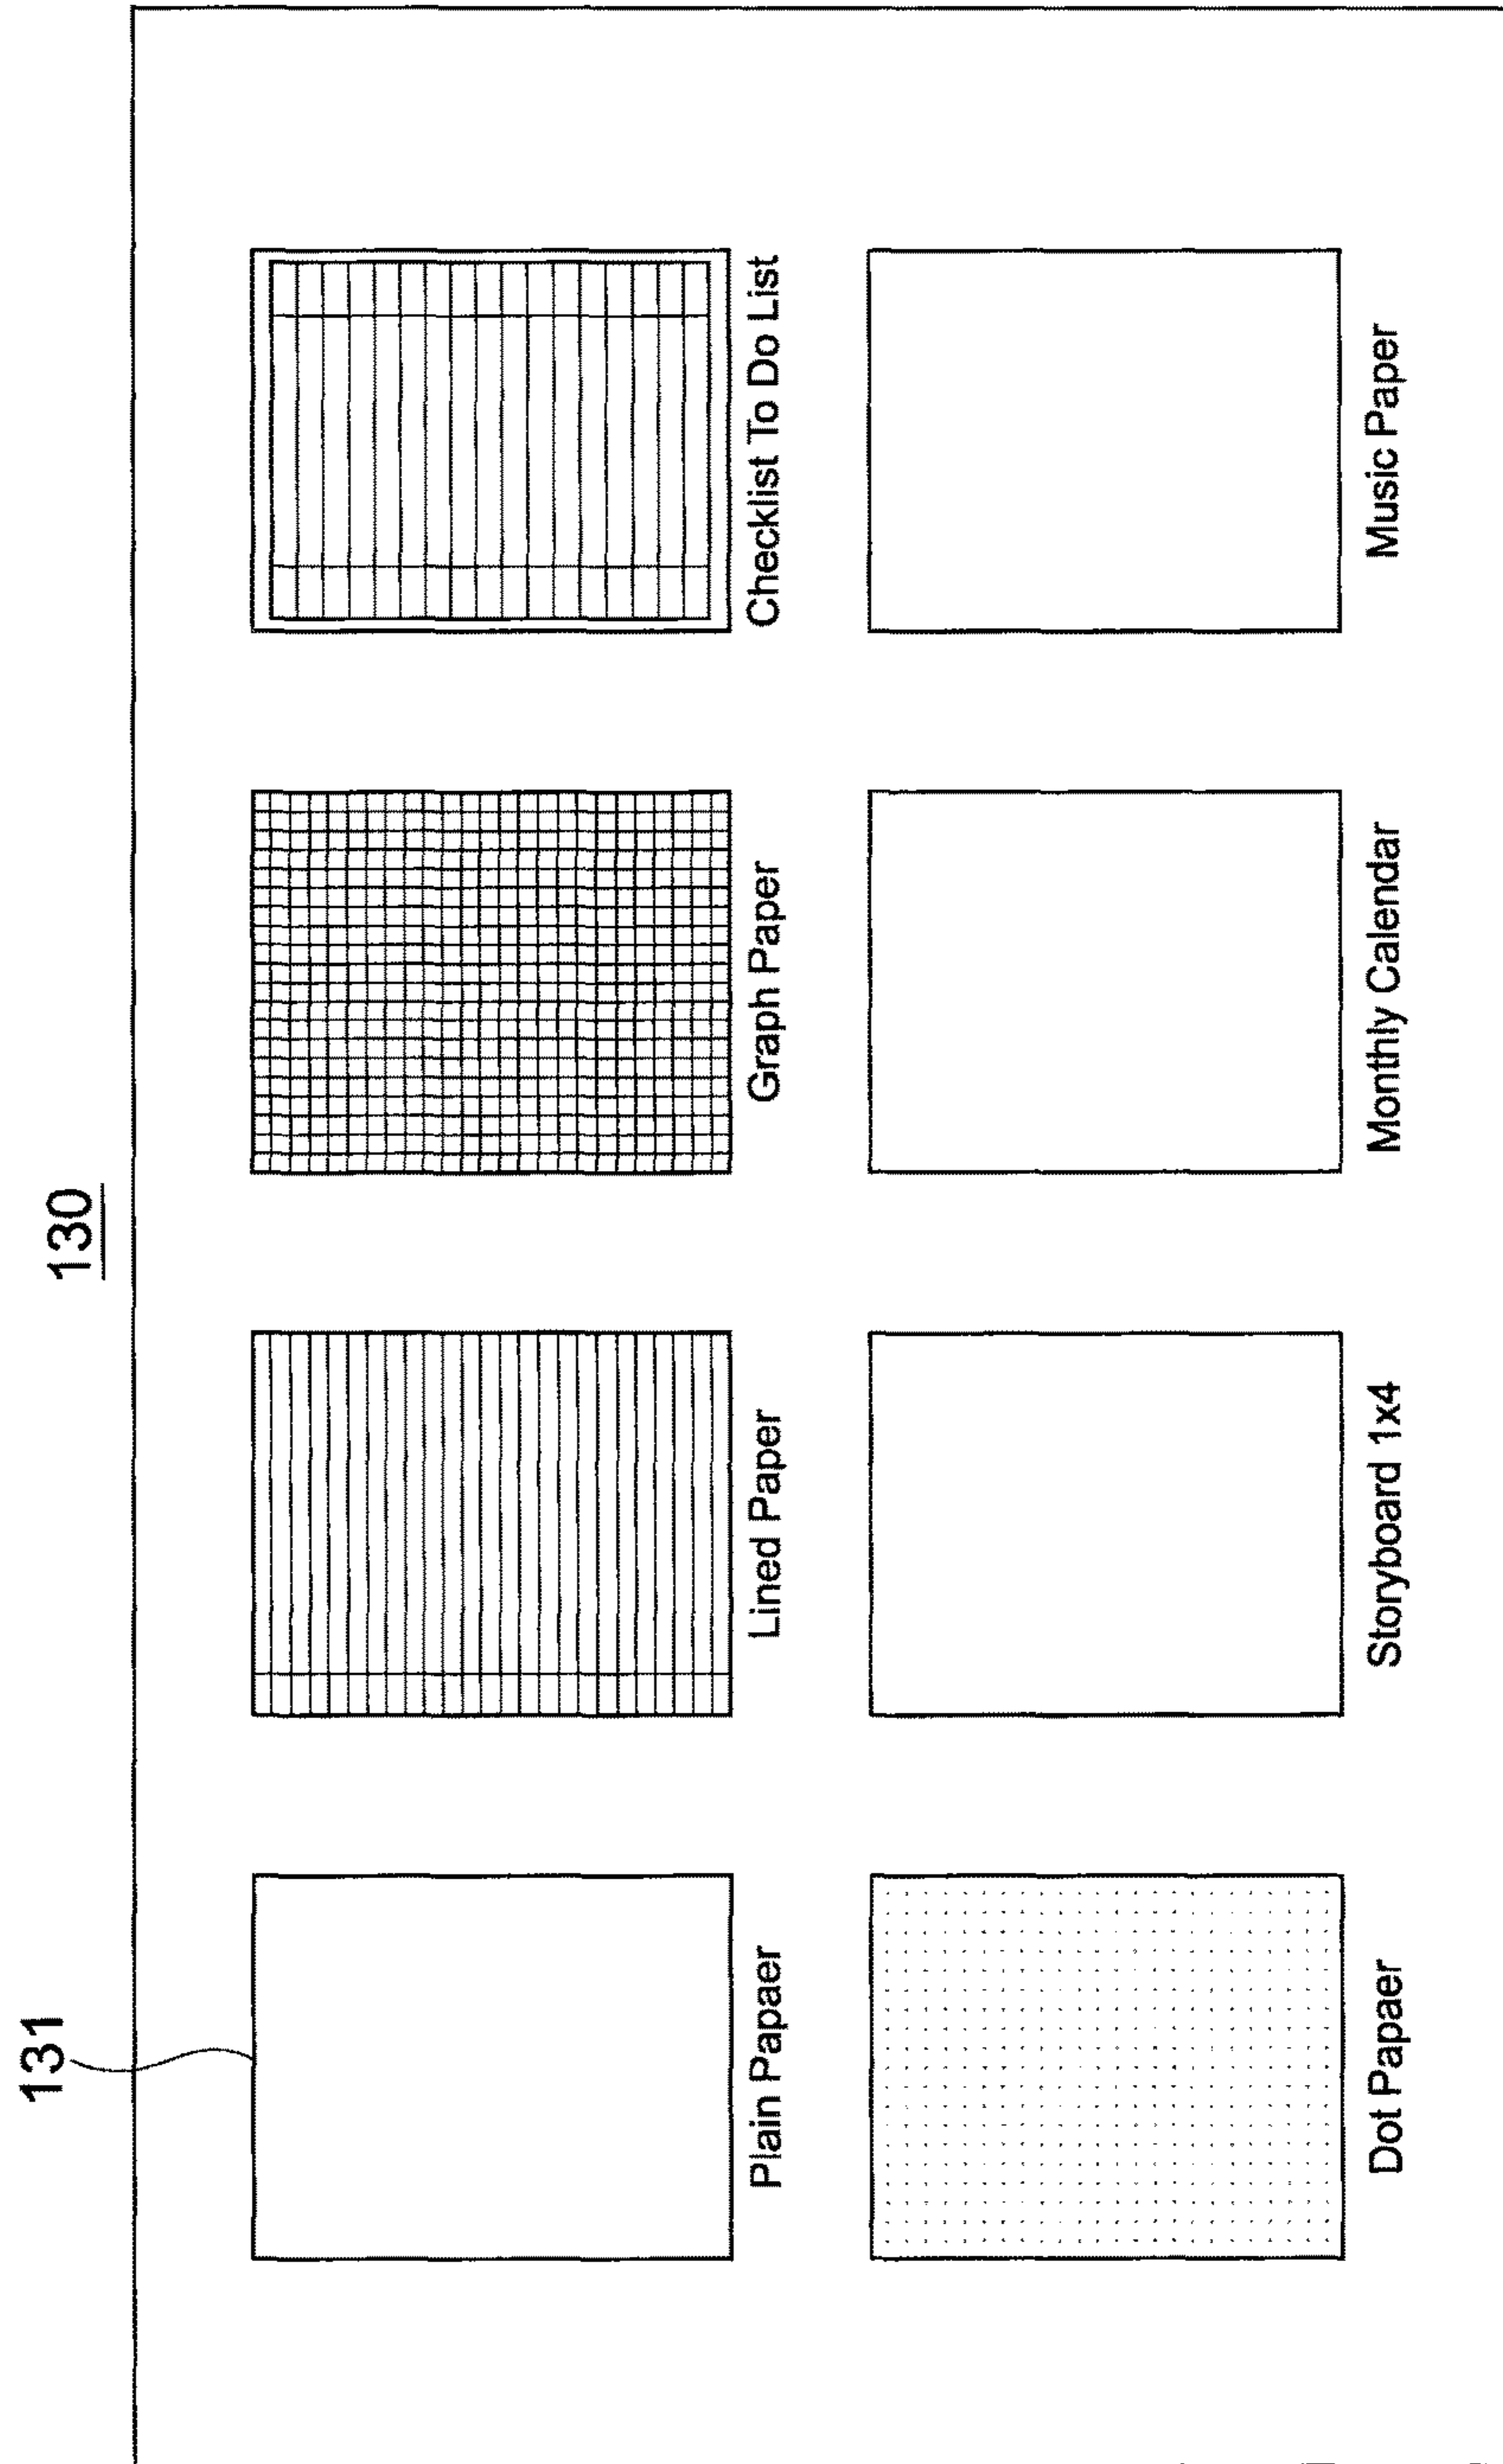 130
131
Plain Papaer
Lined Paper
Graph Paper
Checklist To Do List
Dot Papaer
Storyboard 1x4
Monthly Calendar
Music Paper